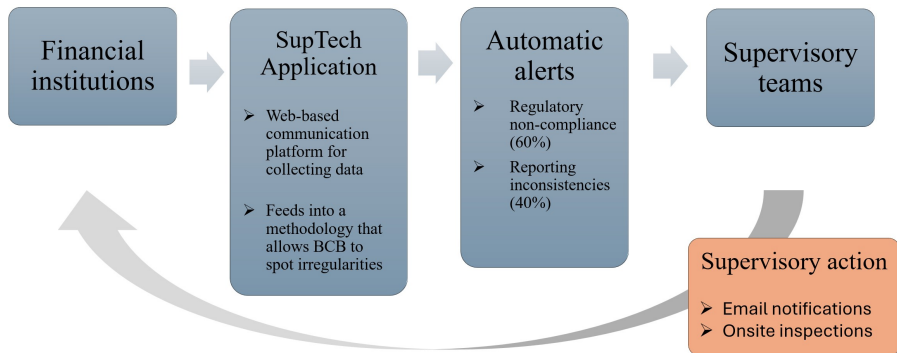 Financial
institutions
SupTech
Application
➢ Web-based
communication
platform for
collecting data
➢ Feeds into a
methodology that
allows BCB to
spot irregularities
Automatic
alerts
➢ Regulatory
non-compliance
(60%)
➢ Reporting
inconsistencies
(40%)
Supervisory
teams
Supervisory action
➢ Email notifications
➢ Onsite inspections